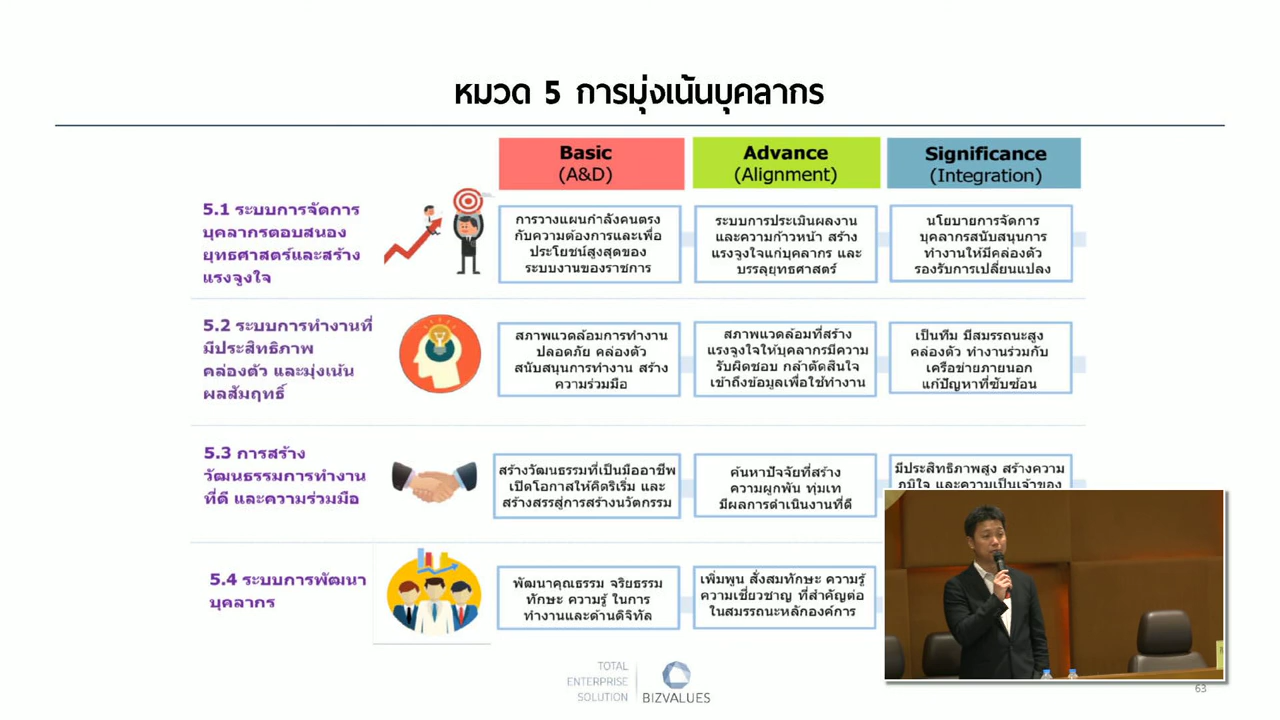 หมวด 5 การมุ่งเน้นบุคลากร
Basic
(A&D)
Advance
(Alignment)
Significance
(Integration)
5.1 ระบบการจัดการ
บุคลากรตอบสนอง
ยุทธศาสตร์และสร้าง
แรงจูงใจ
การวางแผนกำลังคนตรง
กับความต้องการและเพื่อ
ประโยชน์สูงสุดของ
ระบบงานของราชการ
ระบบการประเมินผลงาน
และความก้าวหน้า สร้าง
แรงจูงใจแก่บุคลากร และ
บรรลุยุทธศาสตร์
นโยบายการจัดการ
บุคลากรสนับสนุนการ
ทำงานให้มีคล่องตัว
รองรับการเปลี่ยนแปลง
5.2 ระบบการทำงานที่
มีประสิทธิภาพ
คล่องตัว และมุ่งเน้น
ผลสัมฤทธิ์
สภาพแวดล้อมการทำงาน
ปลอดภัย คล่องตัว
สนับสนุนการทำงาน สร้าง
ความร่วมมือ
สภาพแวดล้อมที่สร้าง
แรงจูงใจให้บุคลากรมีความ
รับผิดชอบ กล้าตัดสินใจ
เข้าถึงข้อมูลเพื่อใช้ทำงาน
เป็นทีม มีสมรรถนะสูง
คล่องตัว ทำงานร่วมกับ
เครือข่ายภายนอก
แก้ปัญหาที่ซับซ้อน
5.3 การสร้าง
วัฒนธรรมการทำงาน
ที่ดี และความร่วมมือ
สร้างวัฒนธรรมที่เป็นมืออาชีพ
เปิดโอกาสให้คิดริเริ่ม และ
สร้างสรรสู่การสร้างนวัตกรรม
ค้นหาปัจจัยที่สร้าง
ความผูกพัน ทุ่มเท
มีผลการดำเนินงานที่ดี
มีประสิทธิภาพสูง สร้างความ
ภูมิใจ และความเป็นเจ้าของ
5.4 ระบบการพัฒนา
บุคลากร
พัฒนาคุณธรรม จริยธรรม
ทักษะ ความรู้ ในการ
ทำงานและด้านดิจิทัล
เพิ่มพูน สั่งสมทักษะ ความรู้
ความเชี่ยวชาญ ที่สำคัญต่อ
ในสมรรถนะหลักองค์การ
TOTAL
ENTERPRISE
SOLUTION
BIZVALUES
63